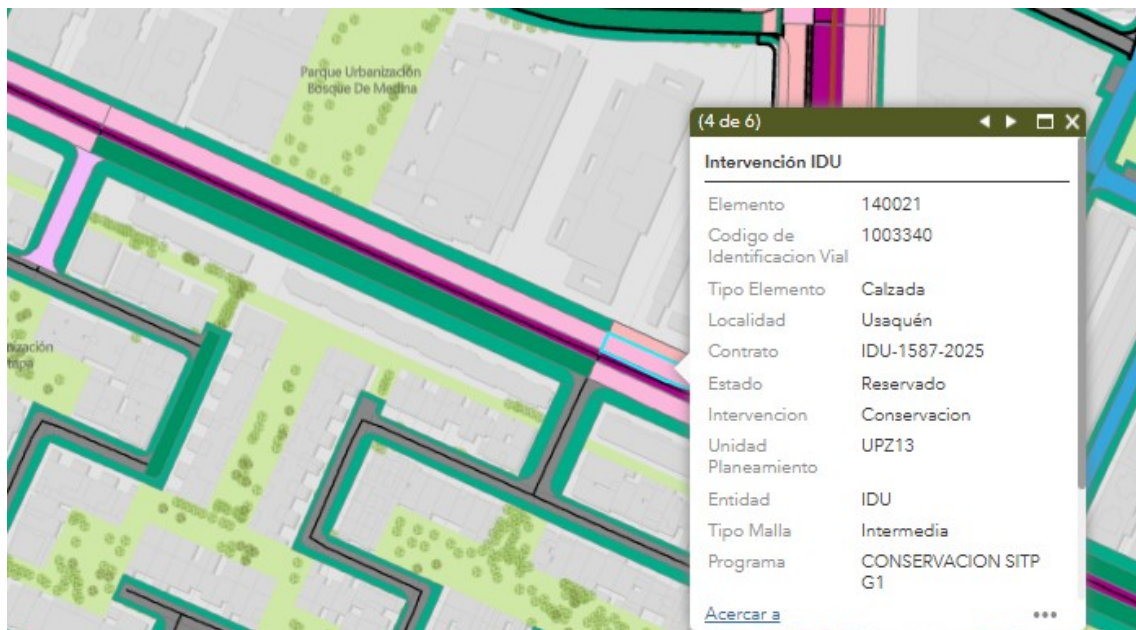 Parque Urbanización
Bosque De Medina
(4 de 6)
Intervención IDU
Elemento 140021
Codigo de Identificacion Vial 1003340
Tipo Elemento Calzada
Localidad Usaquén
Contrato IDU-1587-2025
Estado Reservado
Intervencion Conservacion
Unidad Planeamiento UPZ13
Entidad IDU
Tipo Malla Intermedia
Programa CONSERVACION SITP G1
Acercar a